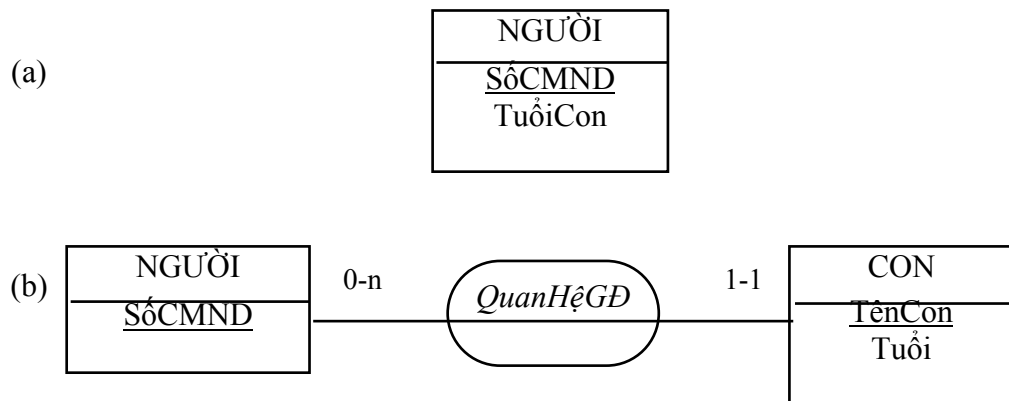 NGƯỜI
(a)
SốCMND
TuổiCon
(b)
NGƯỜI
0-n
QuanHệGĐ
1-1
CON
SốCMND
TênCon
Tuổi